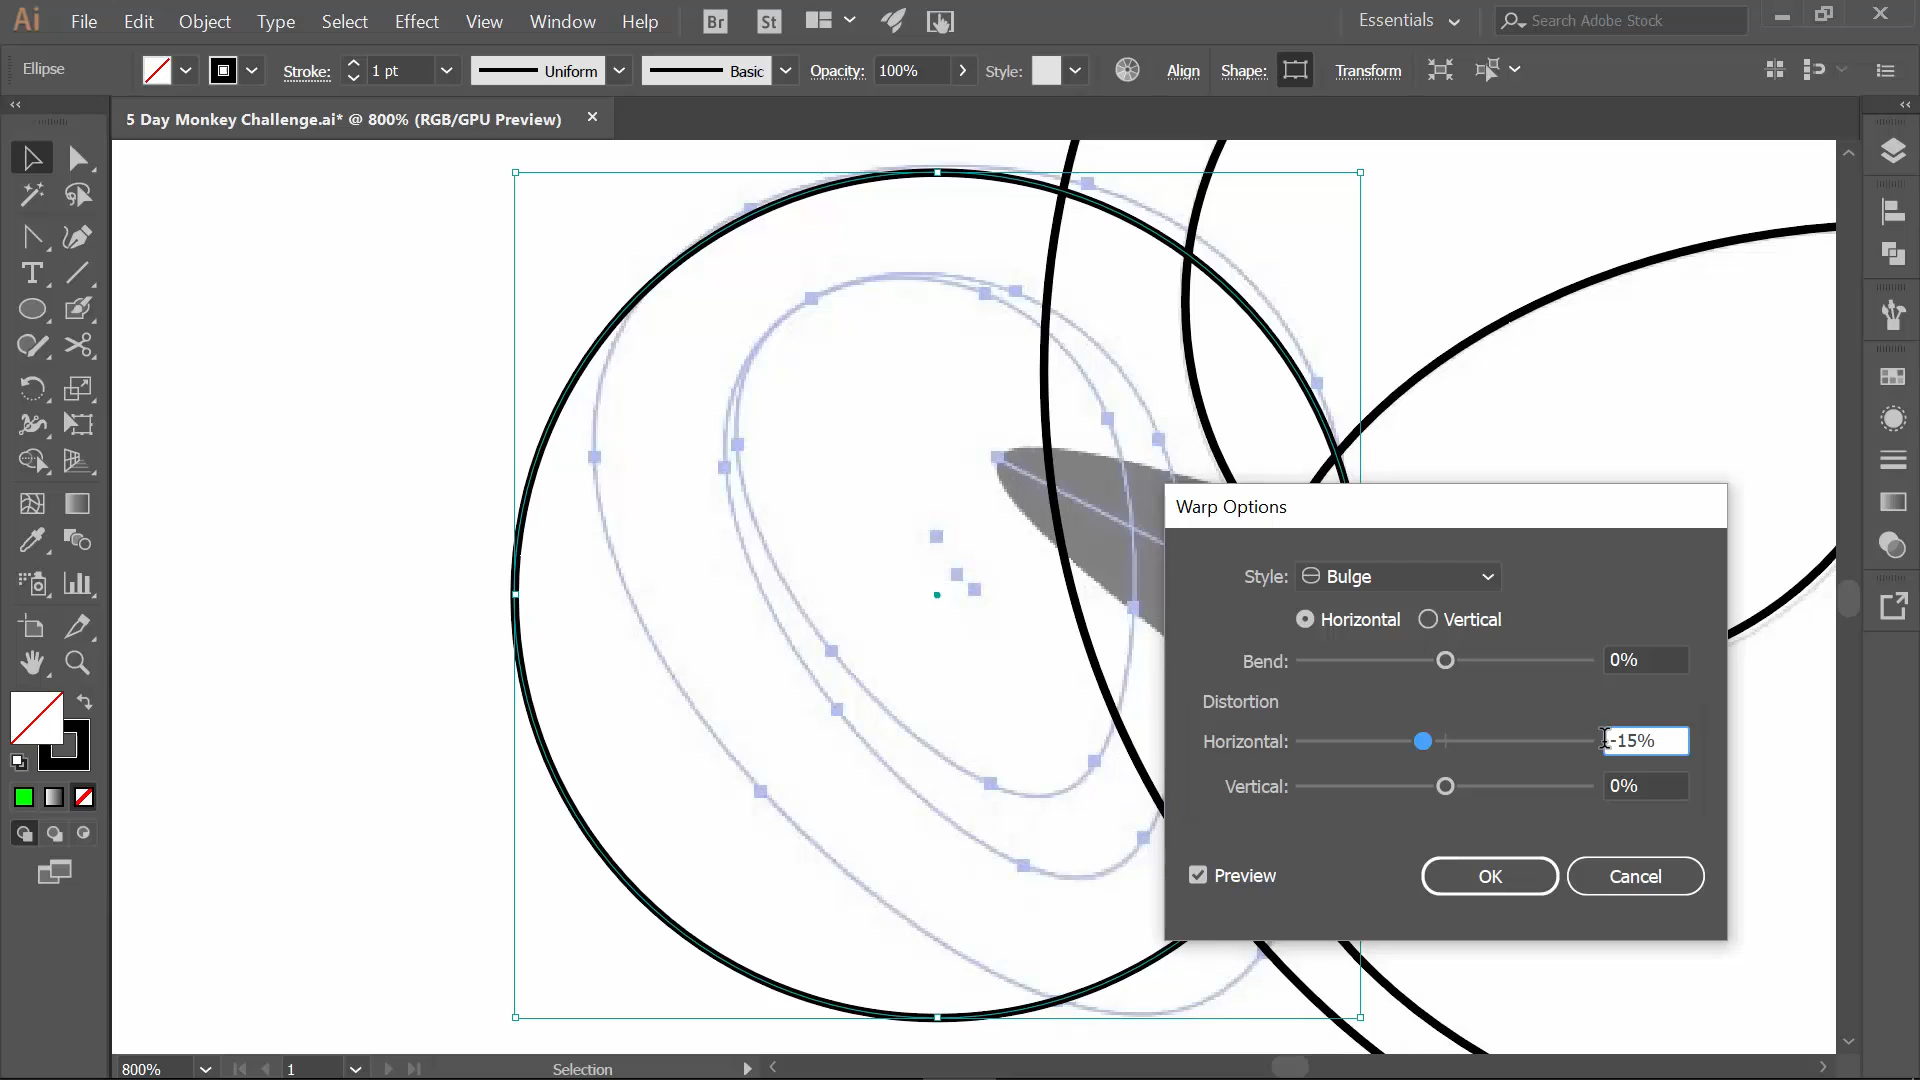 Ai File Edit Object Type Select Effect View Window Help Br St Essentials Search Adobe Stock
Ellipse Stroke: 1 pt Uniform Basic Opacity: 100% Style: Align Shape: Transform
5 Day Monkey Challenge.ai* @ 800% (RGB/GPU Preview)
Warp Options
Style: Bulge
Horizontal Vertical
Bend: 0%
Distortion
Horizontal: -15%
Vertical: 0%
Preview OK Cancel
800% 1 Selection